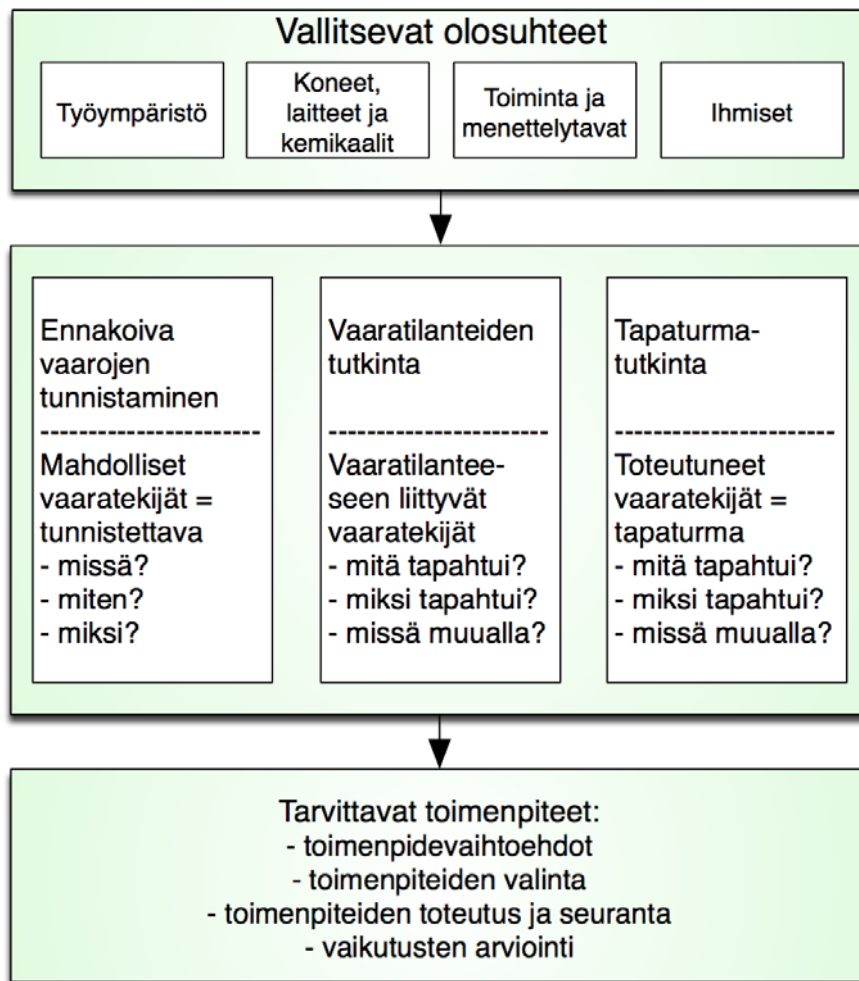 Vallitsevat olosuhteet
Työympäristö
Koneet,
laitteet ja
kemikaalit
Toiminta ja
menettelytavat
Ihmiset
Ennakoiva
vaarojen
tunnistaminen
-----------------------
Mahdolliset
vaaratekijät =
tunnistettava
- missä?
- miten?
- miksi?
Vaaratilanteiden
tutkinta
-----------------------
Vaaratilantee-
seen liittyvät
vaaratekijät
- mitä tapahtui?
- miksi tapahtui?
- missä muualla?
Tapaturma-
tutkinta
-----------------------
Toteutuneet
vaaratekijät =
tapaturma
- mitä tapahtui?
- miksi tapahtui?
- missä muualla?
Tarvittavat toimenpiteet:
- toimenpidevaihtoehdot
- toimenpiteiden valinta
- toimenpiteiden toteutus ja seuranta
- vaikutusten arviointi